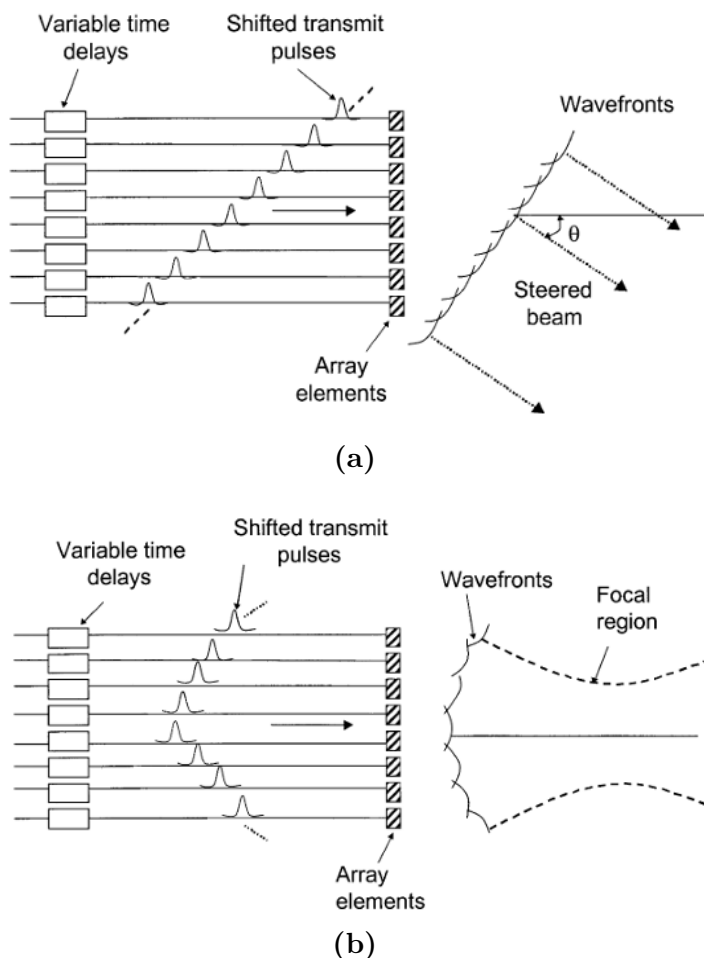 Variable time
delays
Shifted transmit
pulses
Wavefronts
θ
Steered
beam
Array
elements
(a)
Shifted transmit
pulses
Variable time
delays
Wavefronts
Focal
region
Array
elements
(b)